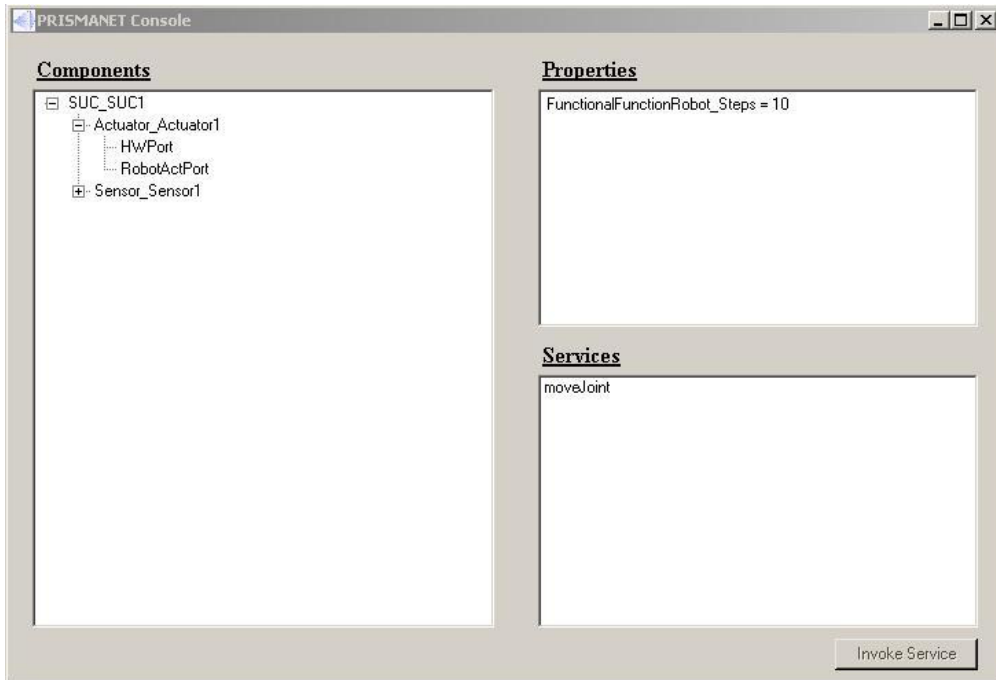 PRISMANET Console
Components
SUC_SUC1
Actuator_Actuator1
HWPort
RobotActPort
Sensor_Sensor1
Properties
FunctionalFunctionRobot_Steps = 10
Services
moveJoint
Invoke Service